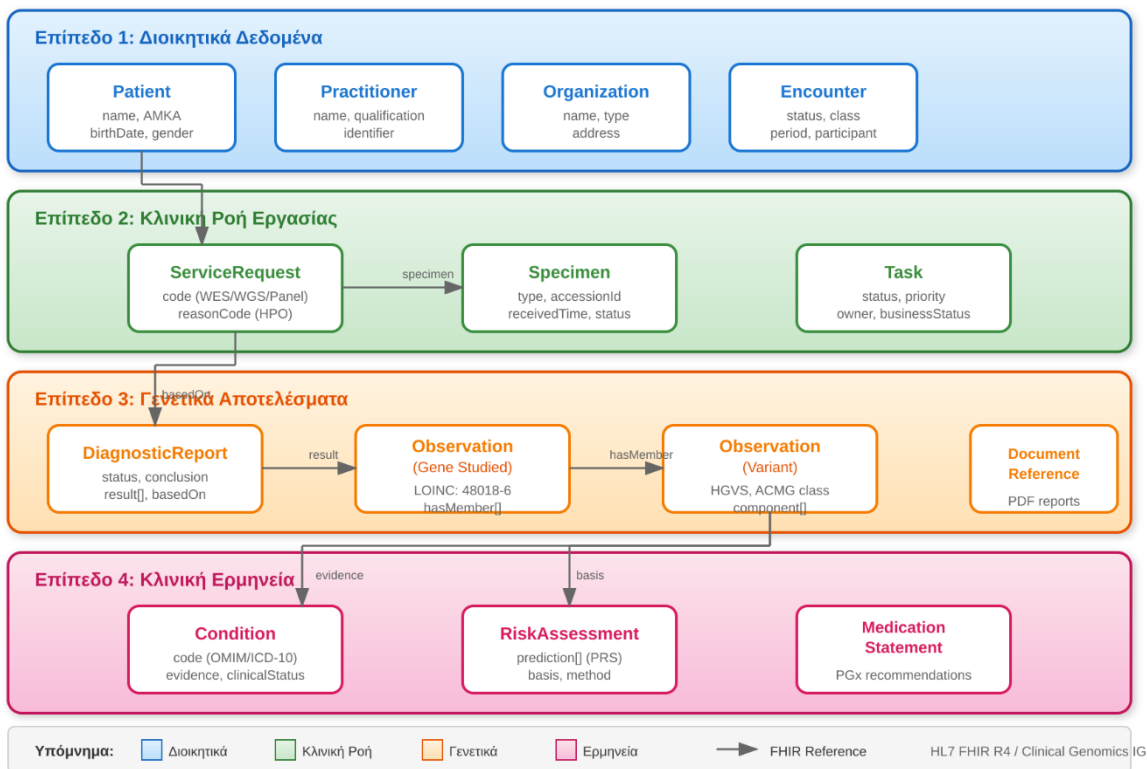 Επίπεδο 1: Διοικητικά Δεδομένα
Patient
name, AMKA
birthDate, gender
Practitioner
name, qualification
identifier
Organization
name, type
address
Encounter
status, class
period, participant
Επίπεδο 2: Κλινική Ροή Εργασίας
ServiceRequest
code (WES/WGS/Panel)
reasonCode (HPO)
specimen
Specimen
type, accessionId
receivedTime, status
Task
status, priority
owner, businessStatus
basedOn
Επίπεδο 3: Γενετικά Αποτελέσματα
DiagnosticReport
status, conclusion
result[], basedOn
result
Observation
(Gene Studied)
LOINC: 48018-6
hasMember[]
hasMember
Observation
(Variant)
HGVS, ACMG class
component[]
Document
Reference
PDF reports
Επίπεδο 4: Κλινική Ερμηνεία
evidence
basis
Condition
code (OMIM/ICD-10)
evidence, clinicalStatus
RiskAssessment
prediction[] (PRS)
basis, method
Medication
Statement
PGx recommendations
Υπόμνημα:
Διοικητικά
Κλινική Ροή
Γενετικά
Ερμηνεία
FHIR Reference
HL7 FHIR R4 / Clinical Genomics IG